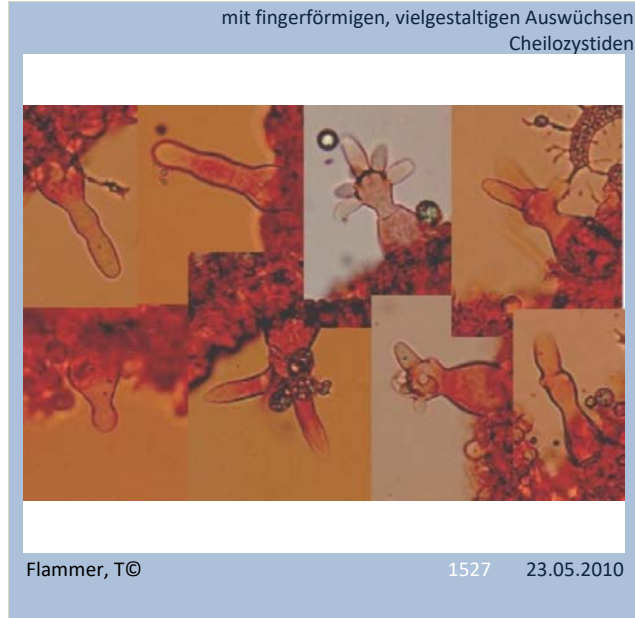 mit fingerförmigen, vielgestaltigen Auswüchsen
Cheilozystiden
Flammer, T© 1527 23.05.2010